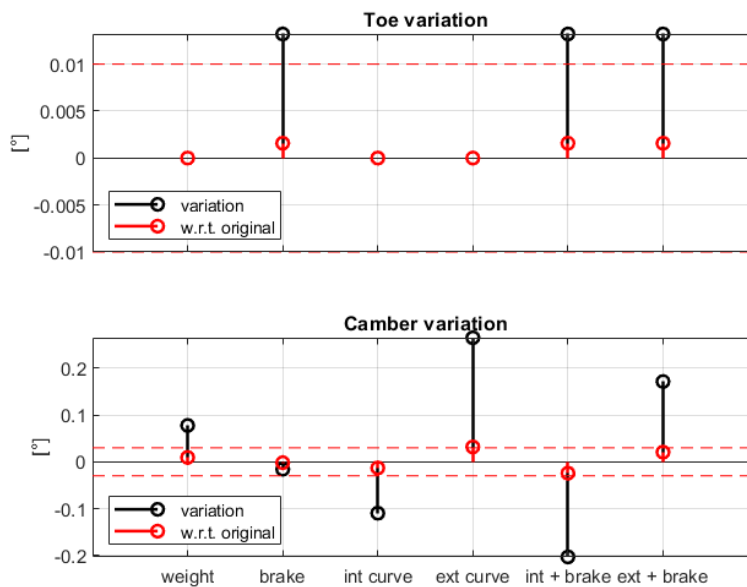 Toe variation
0.01
0.005
0
-0.005
-0.01
[°]
variation
w.r.t. original
Camber variation
0.2
0.1
0
-0.1
-0.2
[°]
variation
w.r.t. original
weight brake int curve ext curve int + brake ext + brake